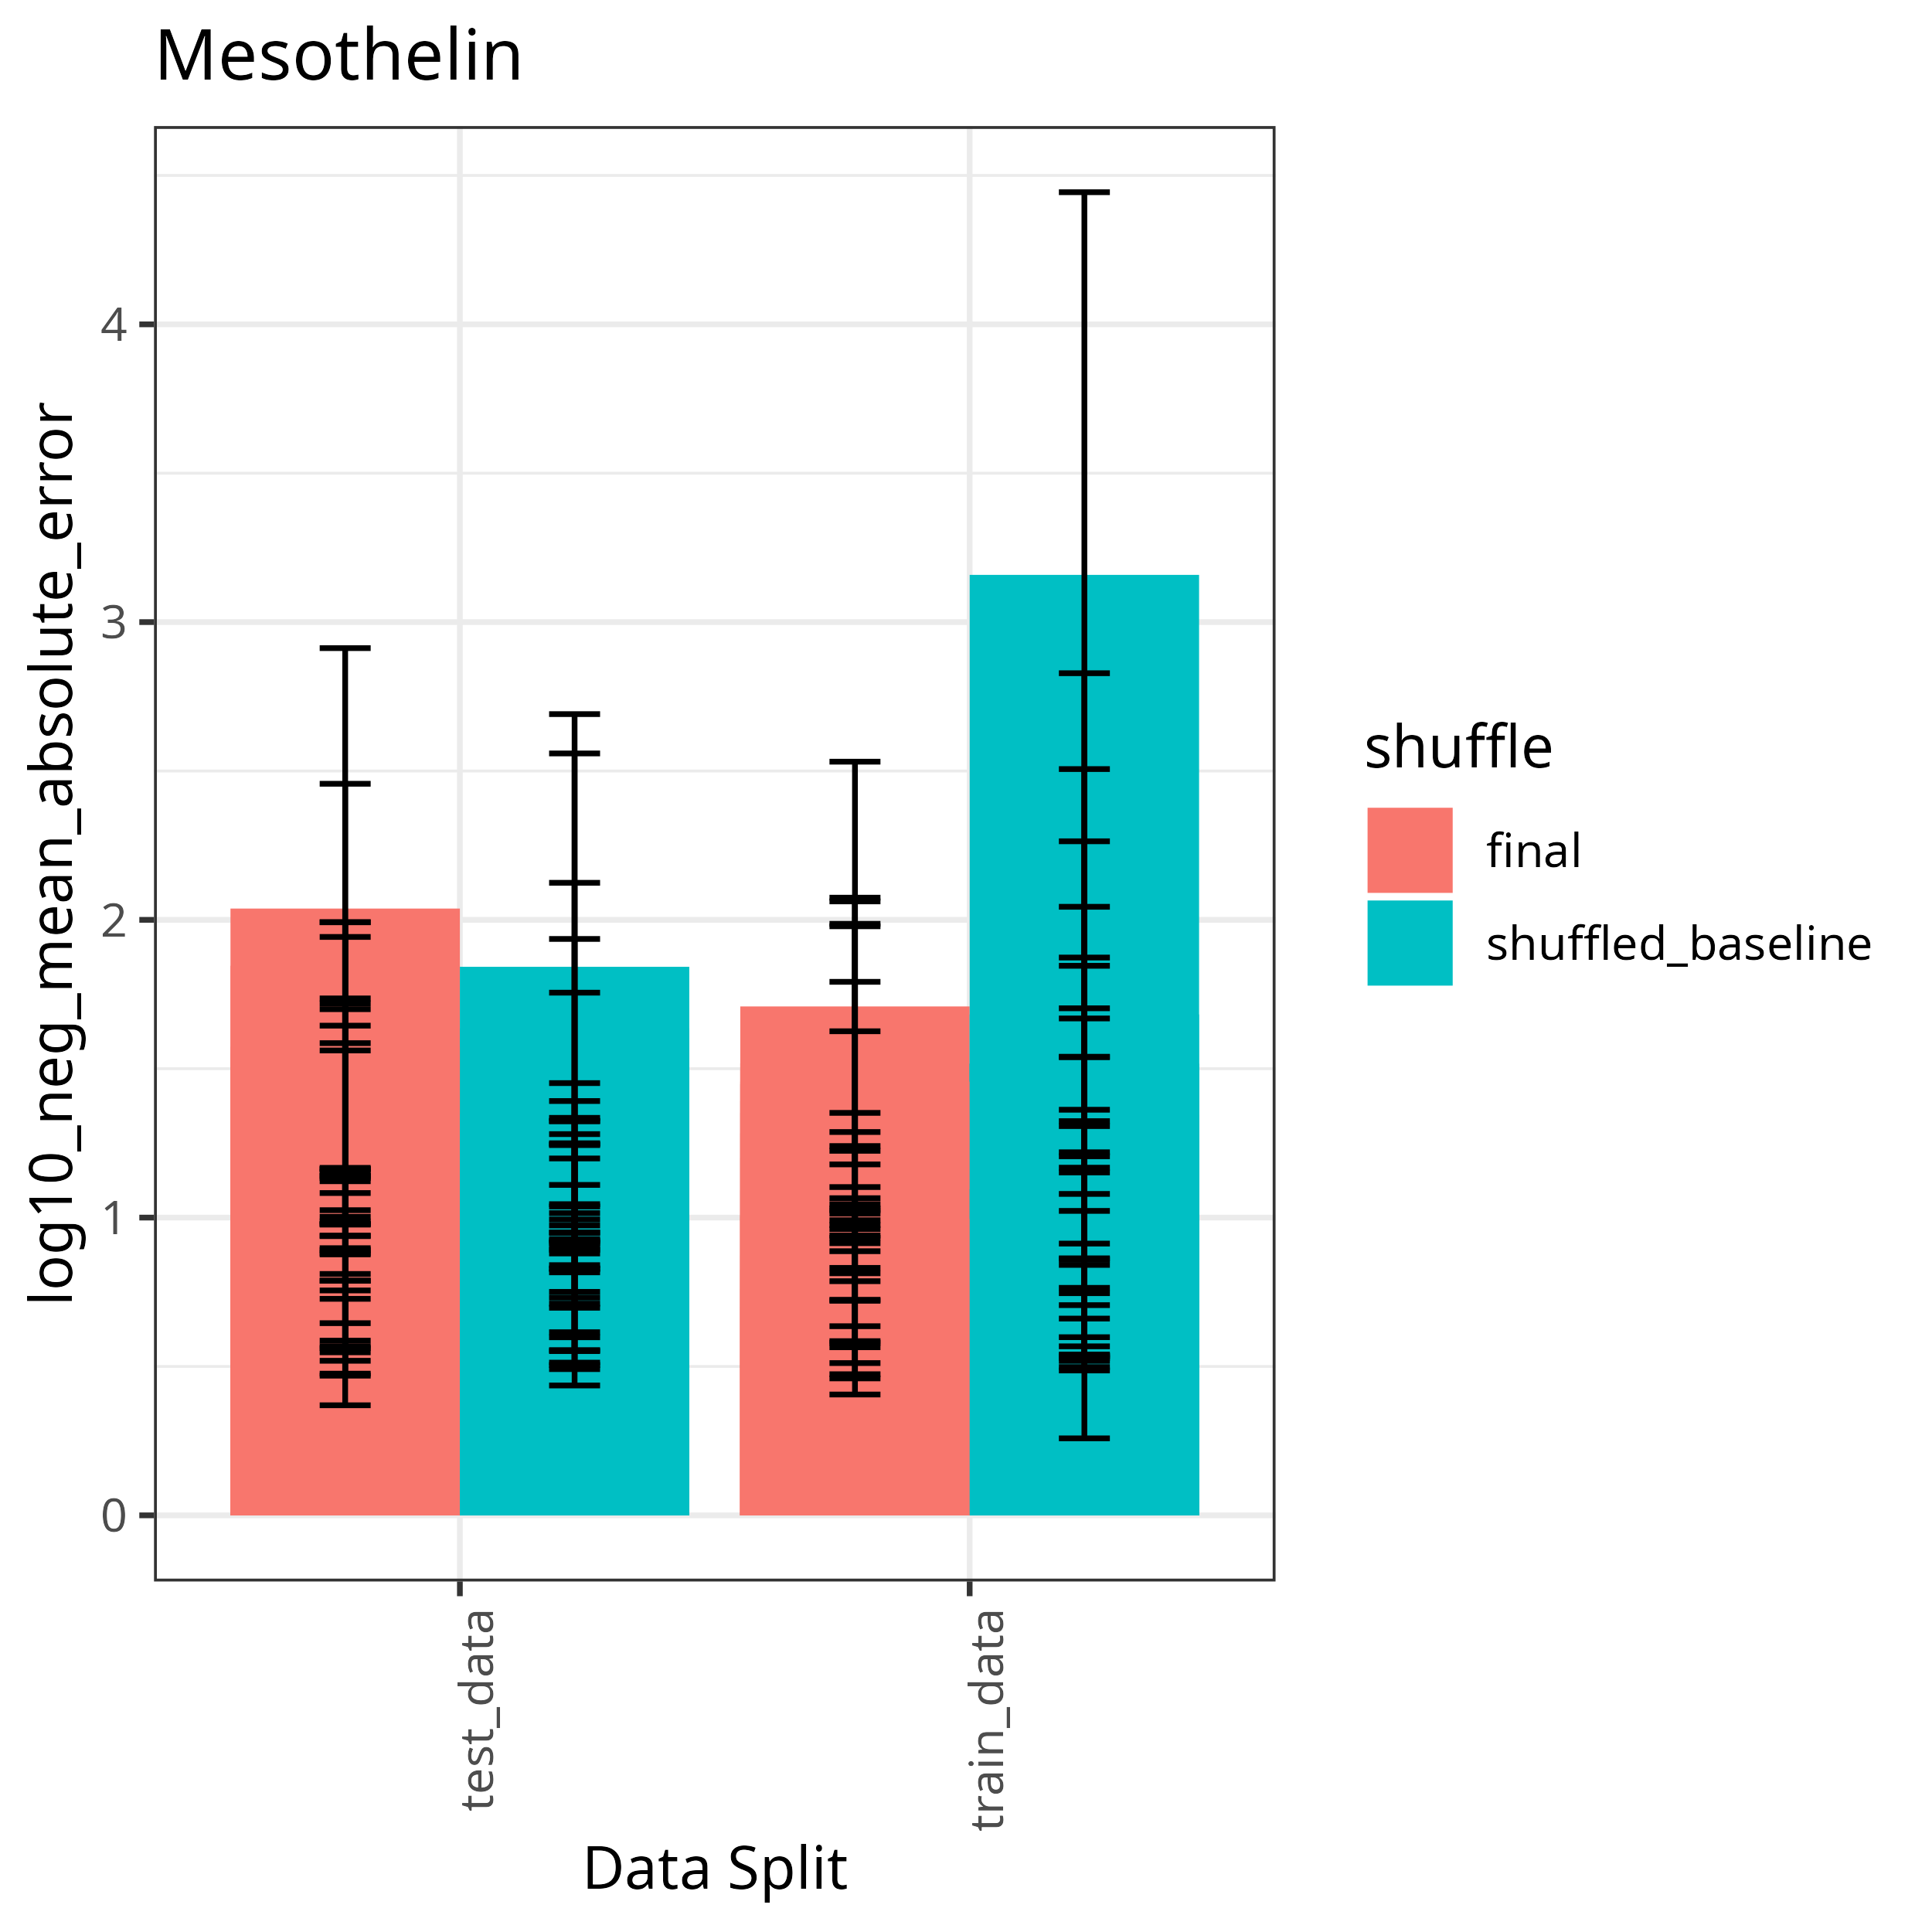 Mesothelin
log10_neg_mean_absolute_error
4
3
2
1
0
test_data
train_data
Data Split
shuffle
final
shuffled_baseline